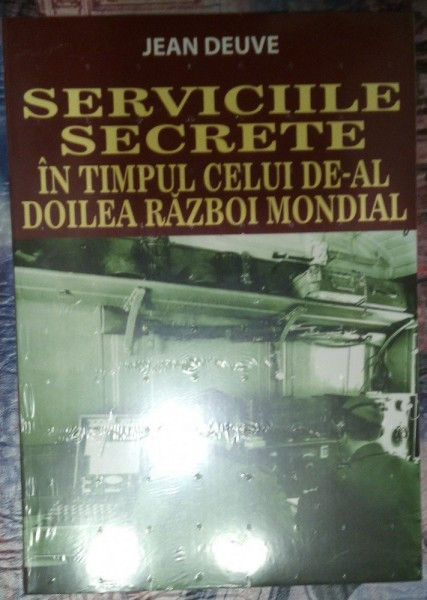 JEAN DEUVE
SERVICIILE
SECRETE
ÎN TIMPUL CELUI DE-AL
DOILEA RĂZBOI MONDIAL